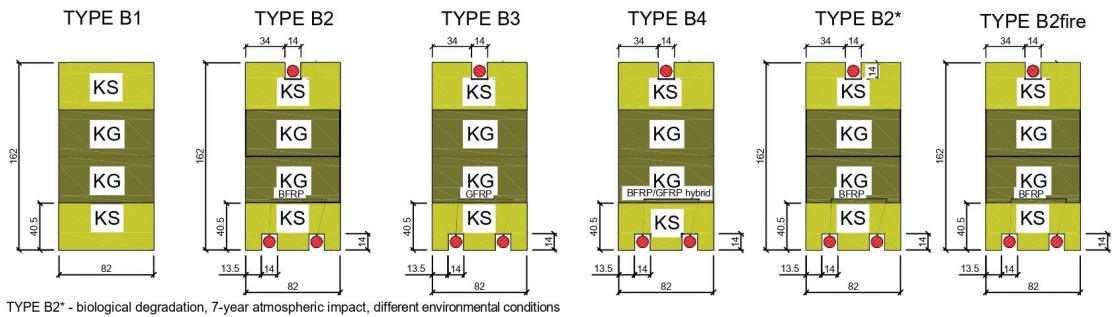 TYPE B1
TYPE B2
TYPE B3
TYPE B4
TYPE B2*
TYPE B2fire
34 14
34 14
34 14
34 14
34 14
162 KS KG KG KS 40.5 82
162 KS KG KG BFRP KS 40.5 14 13.5 14 82
KS KG KG GFRP KS 40.5 14 13.5 14 82
KS KG KG BFRP/GFRP hybrid KS 40.5 14 13.5 14 82
162 14 KS KG KG BFRP KS 40.5 14 13.5 14 82
162 KS KG KG BFRP KS 40.5 14 13.5 14 82
TYPE B2* - biological degradation, 7-year atmospheric impact, different environmental conditions